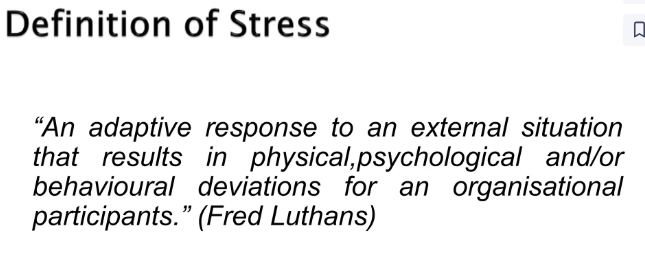 Definition of Stress
“An adaptive response to an external situation
that results in physical,psychological and/or
behavioural deviations for an organisational
participants.” (Fred Luthans)